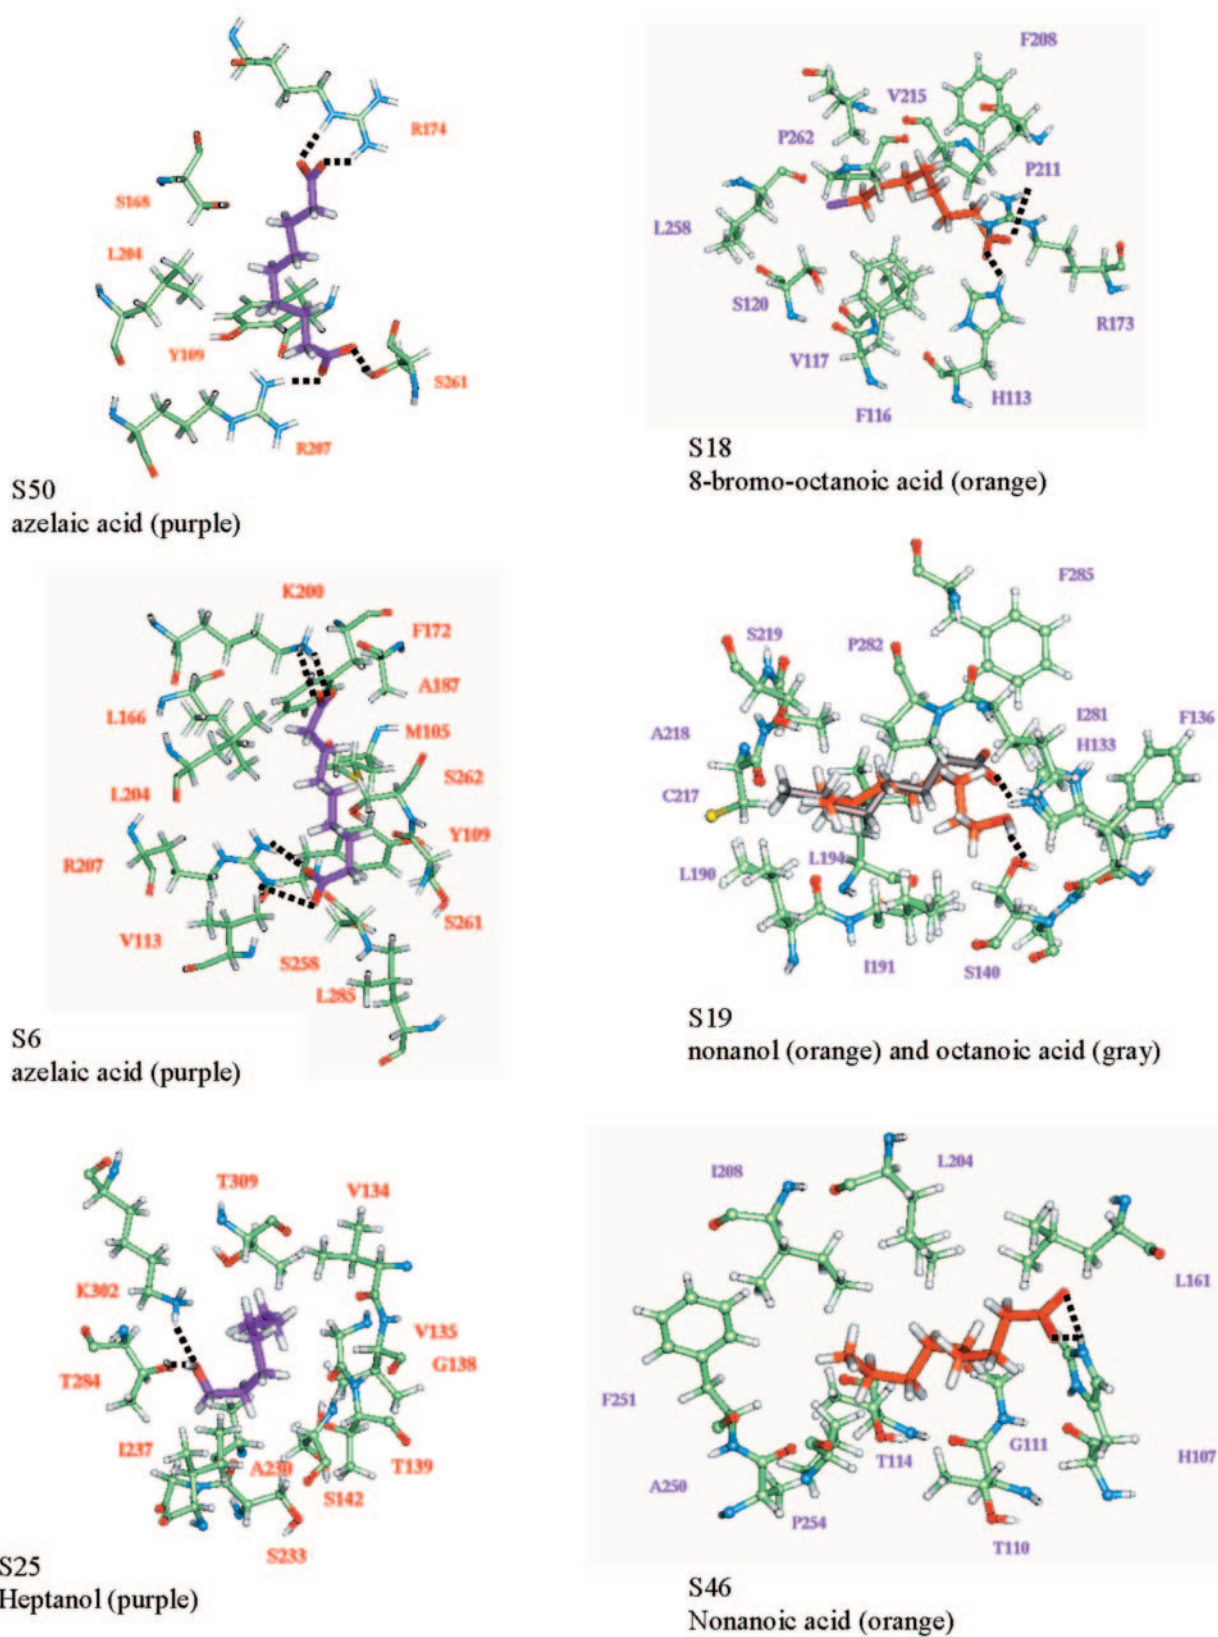 R174
S168
L204
Y109
S261
R207
S50
azelaic acid (purple)
F208
V215
P262
P211
L258
S120
R173
V117
H113
F116
S18
8-bromo-octanoic acid (orange)
K200
F172
A187
L166
M105
S262
L204
Y109
R207
S261
V113
S258
L285
S6
azelaic acid (purple)
F285
S219
P282
I281
F136
A218
H133
C217
L194
L190
I191
S140
S19
nonanol (orange) and octanoic acid (gray)
T309
V134
K302
V135
G138
T284
I237
A230
T139
S142
S233
S25
Heptanol (purple)
L204
I208
L161
F251
G111
H107
T114
A250
P254
T110
S46
Nonanoic acid (orange)